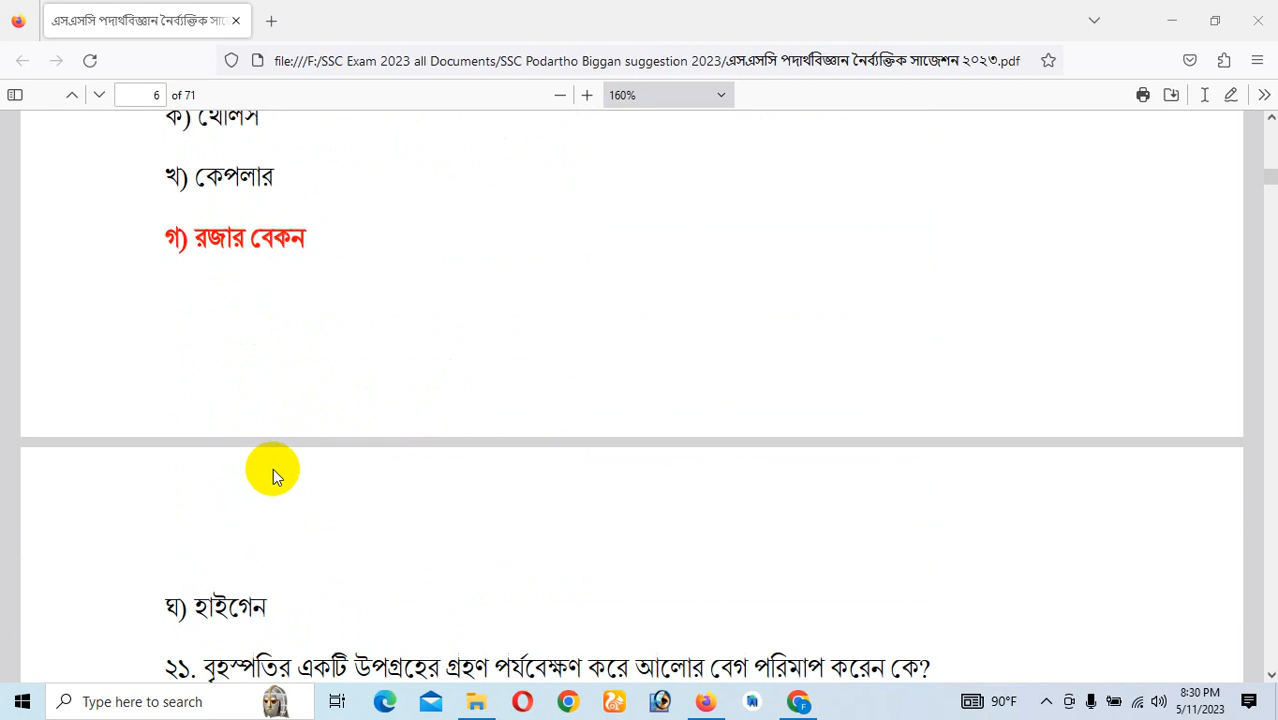 এসএসসি পদার্থবিজ্ঞান নৈর্ব্যক্তিক সাজে
file:///F:/SSC Exam 2023 all Documents/SSC Podartho Biggan suggestion 2023/এসএসসি পদার্থবিজ্ঞান নৈর্ব্যক্তিক সাজেশন ২০২৩.pdf
6 of 71
160%
ক) থেলিস
খ) কেপলার
গ) রজার বেকন
ঘ) হাইগেন
২১. বৃহস্পতির একটি উপগ্রহের গ্রহণ পর্যবেক্ষণ করে আলোর বেগ পরিমাপ করেন কে?
Type here to search
90°F
8:30 PM
5/11/2023